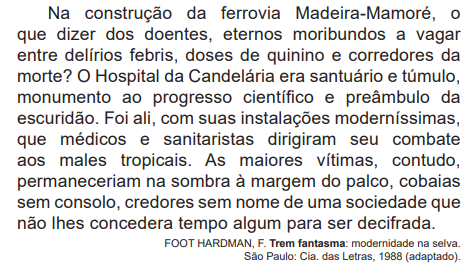 Na construção da ferrovia Madeira-Mamoré, o
que dizer dos doentes, eternos moribundos a vagar
entre delírios febris, doses de quinino e corredores da
morte? O Hospital da Candelária era santuário e túmulo,
monumento ao progresso científico e preâmbulo da
escuridão. Foi ali, com suas instalações moderníssimas,
que médicos e sanitaristas dirigiram seu combate
aos males tropicais. As maiores vítimas, contudo,
permaneceriam na sombra à margem do palco, cobaias
sem consolo, credores sem nome de uma sociedade que
não lhes concedera tempo algum para ser decifrada.
FOOT HARDMAN, F. Trem fantasma: modernidade na selva.
São Paulo: Cia. das Letras, 1988 (adaptado).